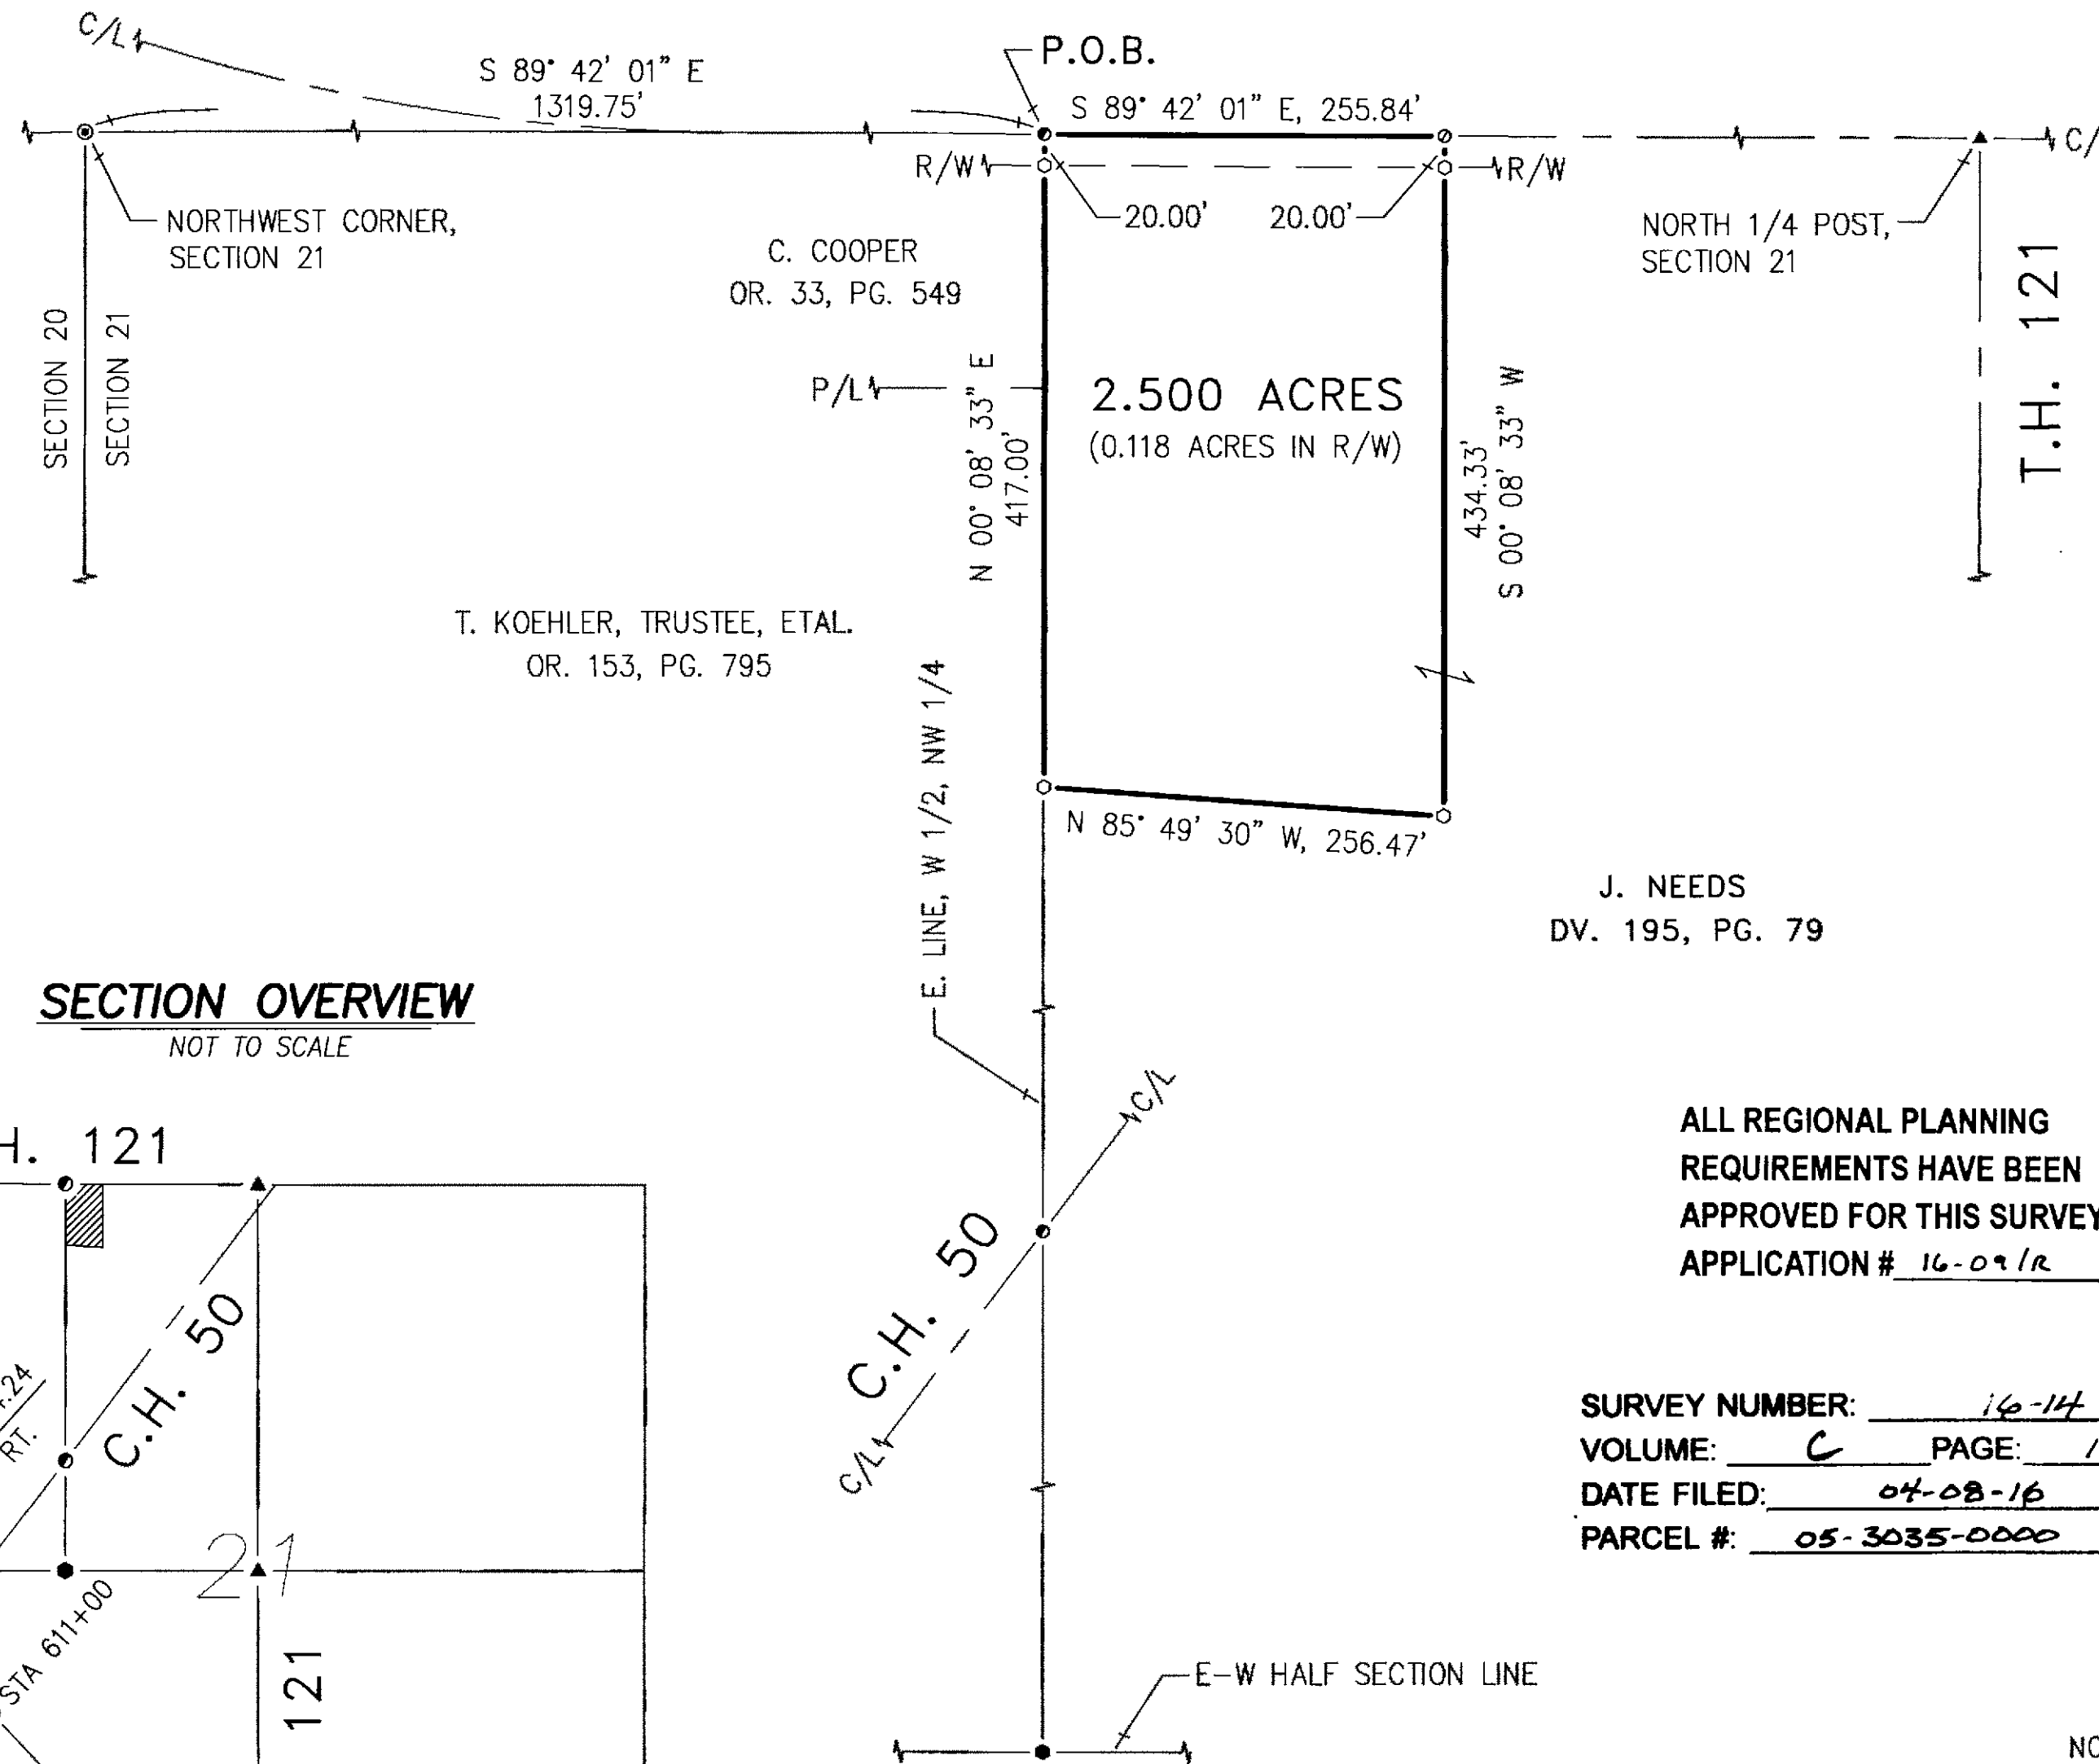 C/L
S 89° 42' 01" E
1319.75'
P.O.B.
S 89° 42' 01" E, 255.84'
C/
R/W
R/W
20.00'
20.00'
NORTHWEST CORNER,
SECTION 21
NORTH 1/4 POST,
SECTION 21
C. COOPER
OR. 33, PG. 549
SECTION 20
SECTION 21
P/L
N 00° 08' 33" E
417.00'
2.500 ACRES
(0.118 ACRES IN R/W)
434.33'
S 00° 08' 33" W
T.H. 121
T. KOEHLER, TRUSTEE, ETAL.
OR. 153, PG. 795
E. LINE, W 1/2, NW 1/4
N 85° 49' 30" W, 256.47'
J. NEEDS
DV. 195, PG. 79
SECTION OVERVIEW
NOT TO SCALE
H. 121
C.H. 50
.24
RT.
21
STA 611+00
121
C/L
C.H. 50
C/L
E-W HALF SECTION LINE
ALL REGIONAL PLANNING
REQUIREMENTS HAVE BEEN
APPROVED FOR THIS SURVEY
APPLICATION # 16-09/R
SURVEY NUMBER: 16-14
VOLUME: C PAGE: 1
DATE FILED: 04-08-16
PARCEL #: 05-3035-0000
NO